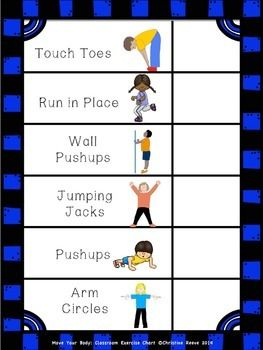 Touch Toes
Run in Place
Wall
Pushups
Jumping
Jacks
Pushups
Arm
Circles
Move Your Body: Classroom Exercise Chart ©Christine Reeve 2014